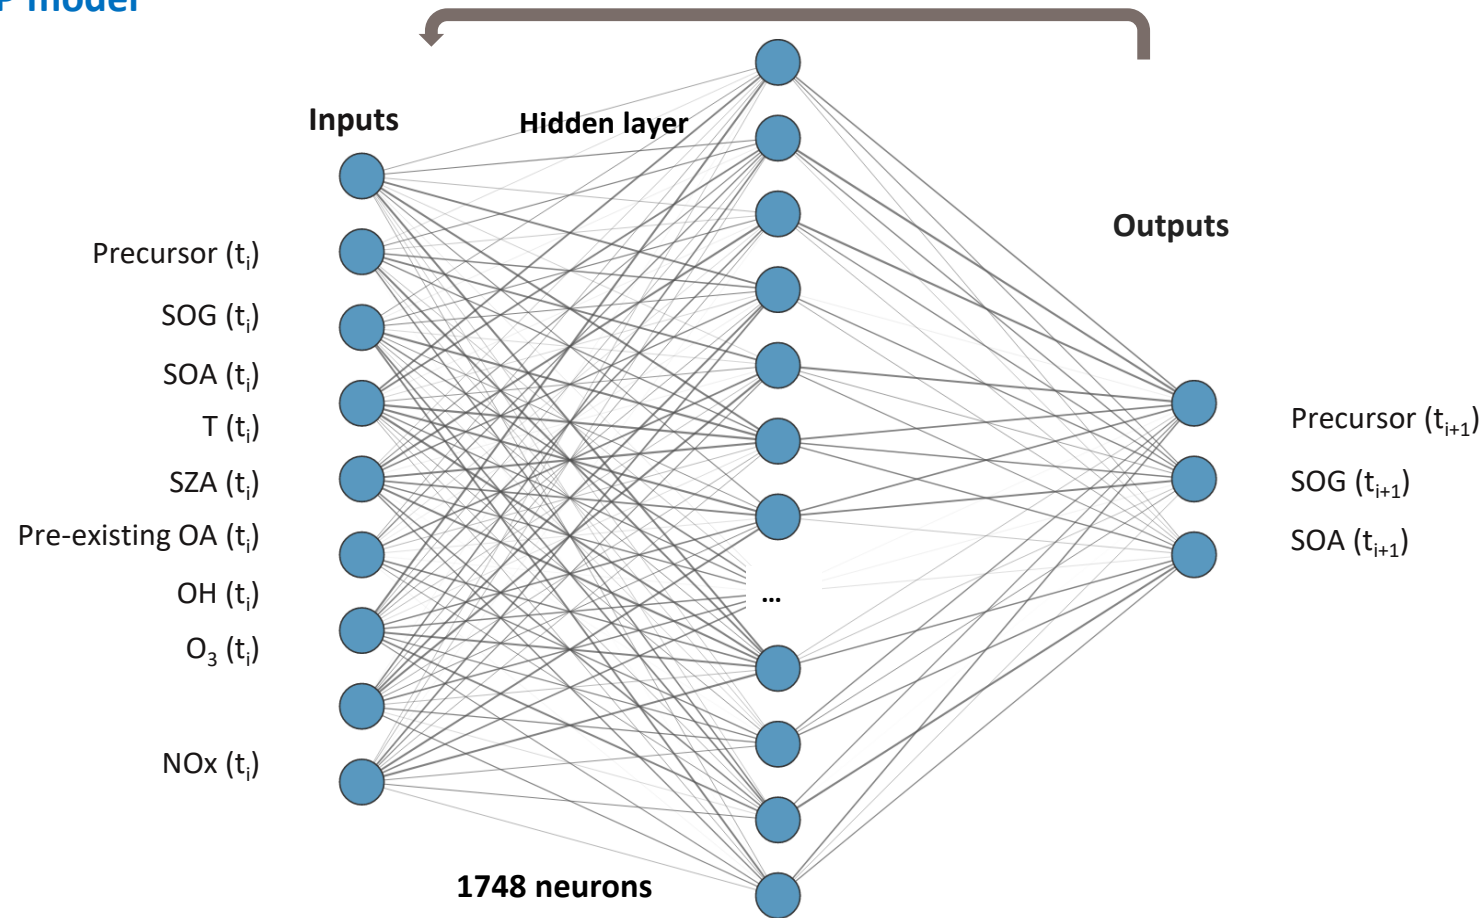 P model
Inputs
Hidden layer
Outputs
Precursor (tᵢ)
SOG (tᵢ)
SOA (tᵢ)
T (tᵢ)
SZA (tᵢ)
Pre-existing OA (tᵢ)
OH (tᵢ)
O₃ (tᵢ)
NOx (tᵢ)
...
Precursor (tᵢ₊₁)
SOG (tᵢ₊₁)
SOA (tᵢ₊₁)
1748 neurons